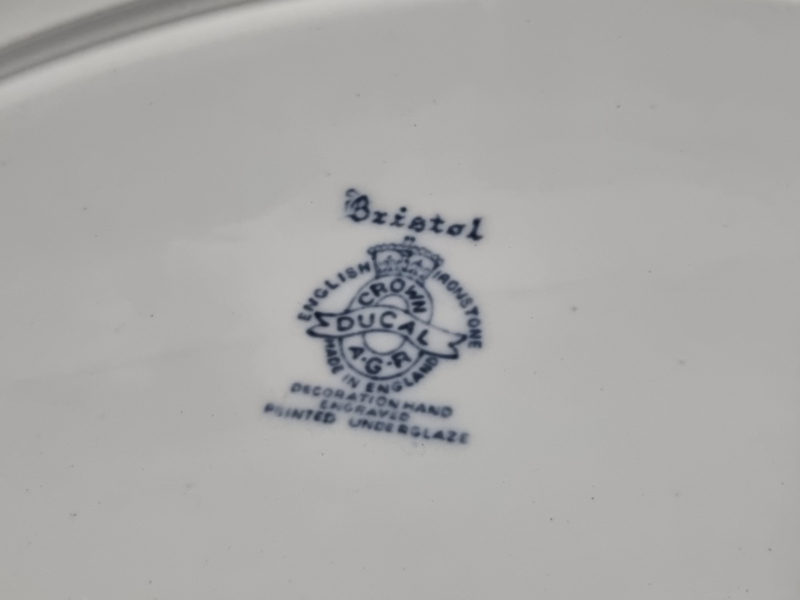 Bristol
ENGLISH IRONSTONE
CROWN
DUCAL
A·G·R
MADE IN ENGLAND
DECORATION HAND
ENGRAVED
PRINTED UNDERGLAZE